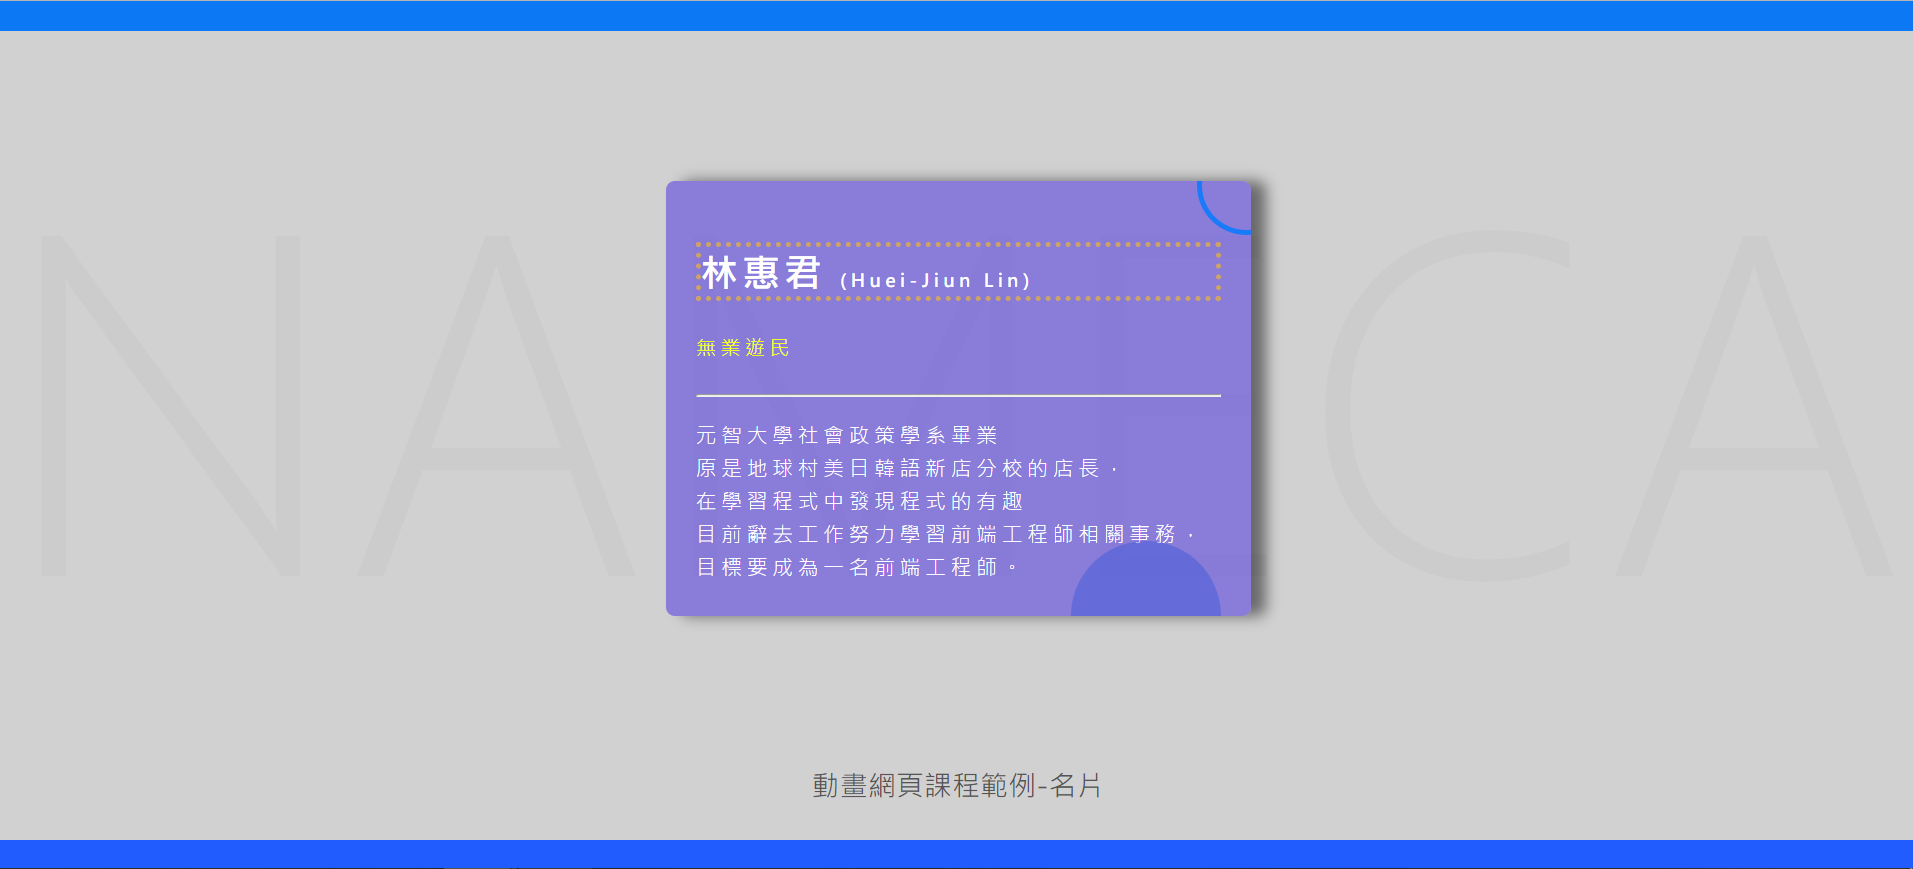 NAMECA
林惠君 (Huei-Jiun Lin)
無業遊民
元智大學社會政策學系畢業
原是地球村美日韓語新店分校的店長，
在學習程式中發現程式的有趣
目前辭去工作努力學習前端工程師相關事務，
目標要成為一名前端工程師。
動畫網頁課程範例-名片